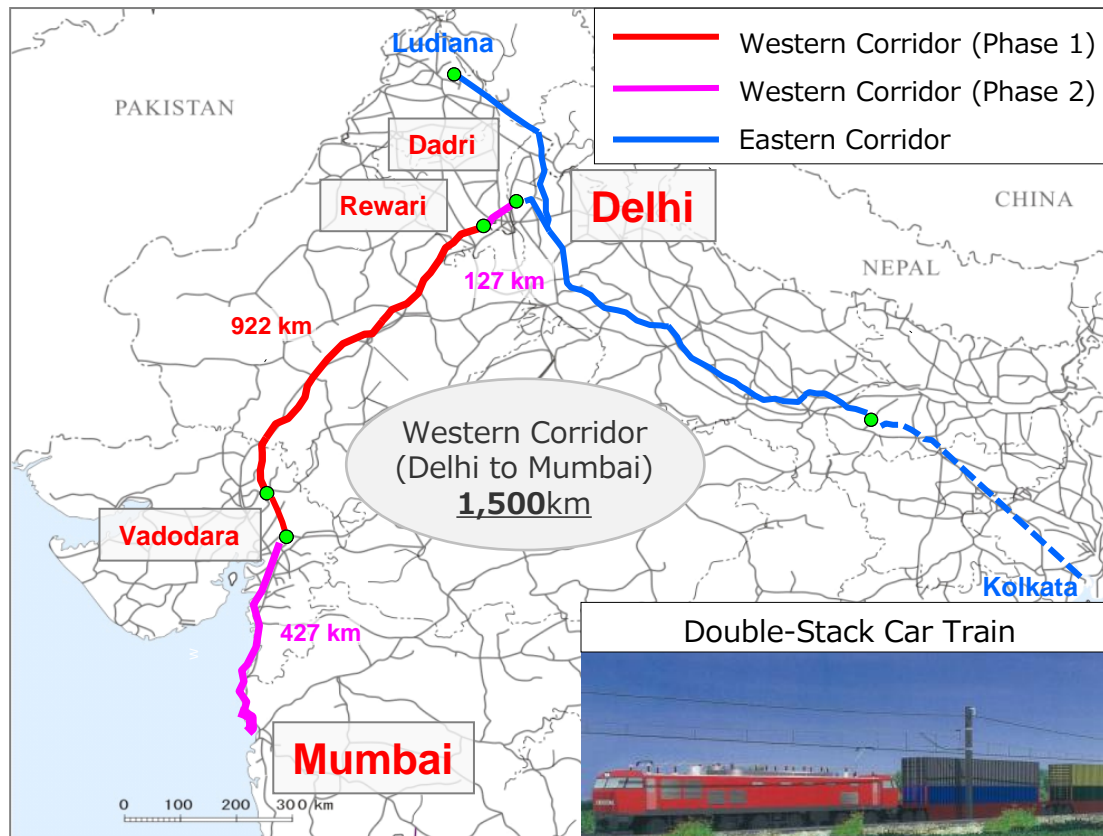 Ludiana
PAKISTAN
Western Corridor (Phase 1)
Western Corridor (Phase 2)
Eastern Corridor
Dadri
Rewari
Delhi
CHINA
NEPAL
127 km
922 km
Western Corridor
(Delhi to Mumbai)
1,500km
Vadodara
Kolkata
427 km
W
Double-Stack Car Train
Mumbai
0 100 200 300 km